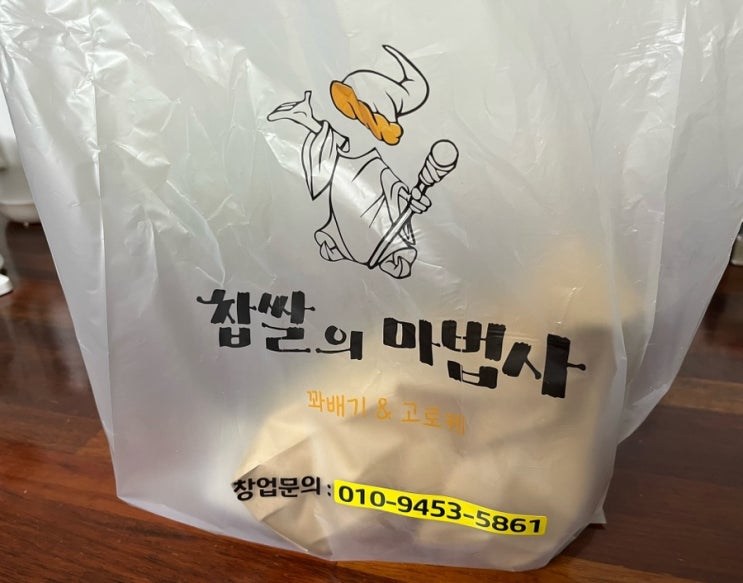 찹쌀의 마법사
꽈배기 & 고로케
창업문의 : 010-9453-5861